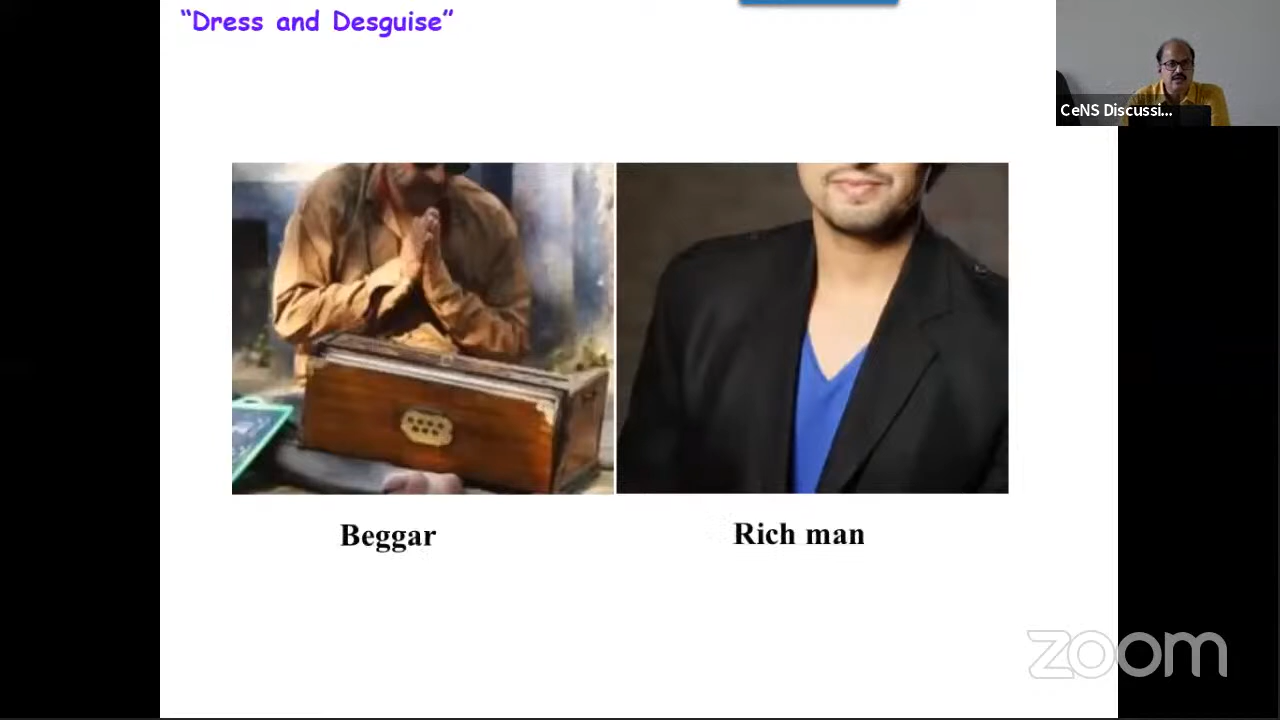 “Dress and Desguise”
CeNS Discussi...
Beggar
Rich man
zoom